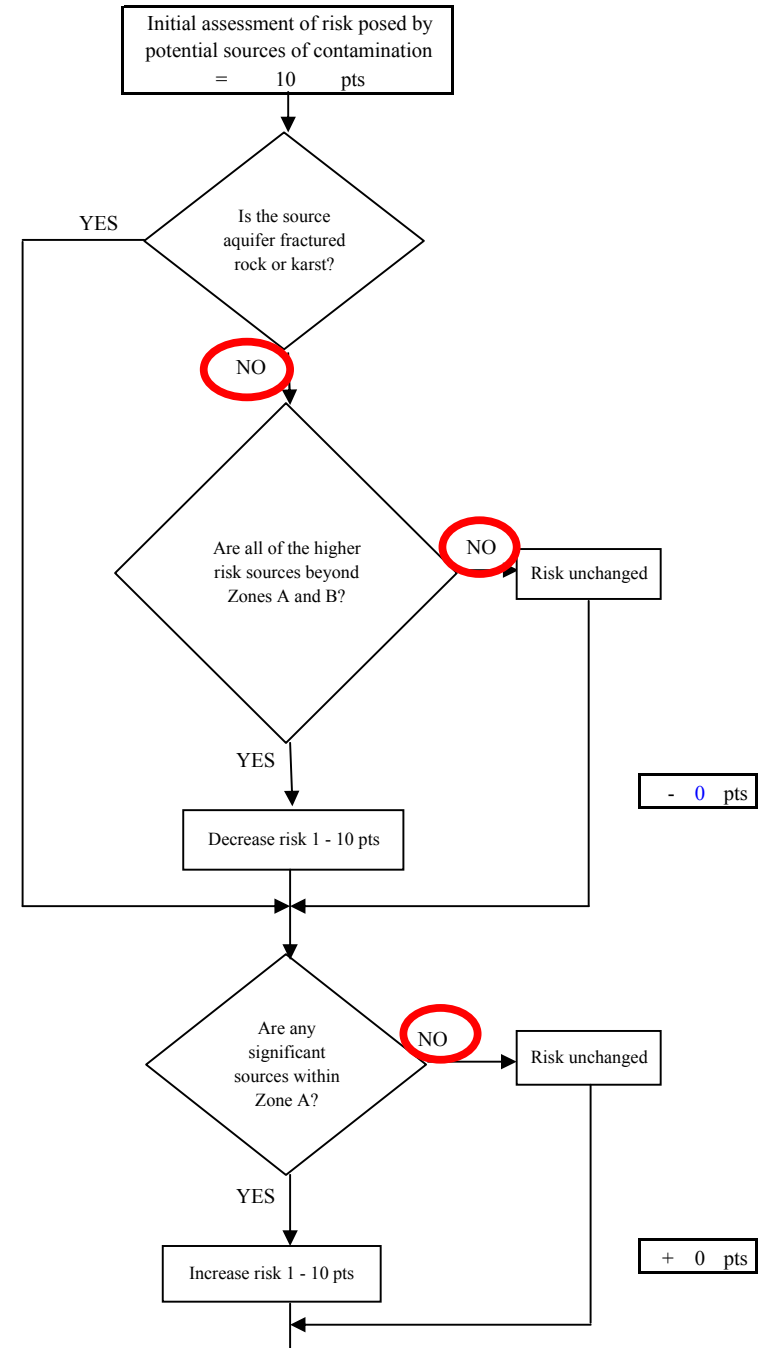 Initial assessment of risk posed by
potential sources of contamination
= 10 pts
YES
Is the source
aquifer fractured
rock or karst?
NO
Are all of the higher
risk sources beyond
Zones A and B?
NO
Risk unchanged
YES
- 0 pts
Decrease risk 1 - 10 pts
Are any
significant
sources within
Zone A?
NO
Risk unchanged
YES
+ 0 pts
Increase risk 1 - 10 pts